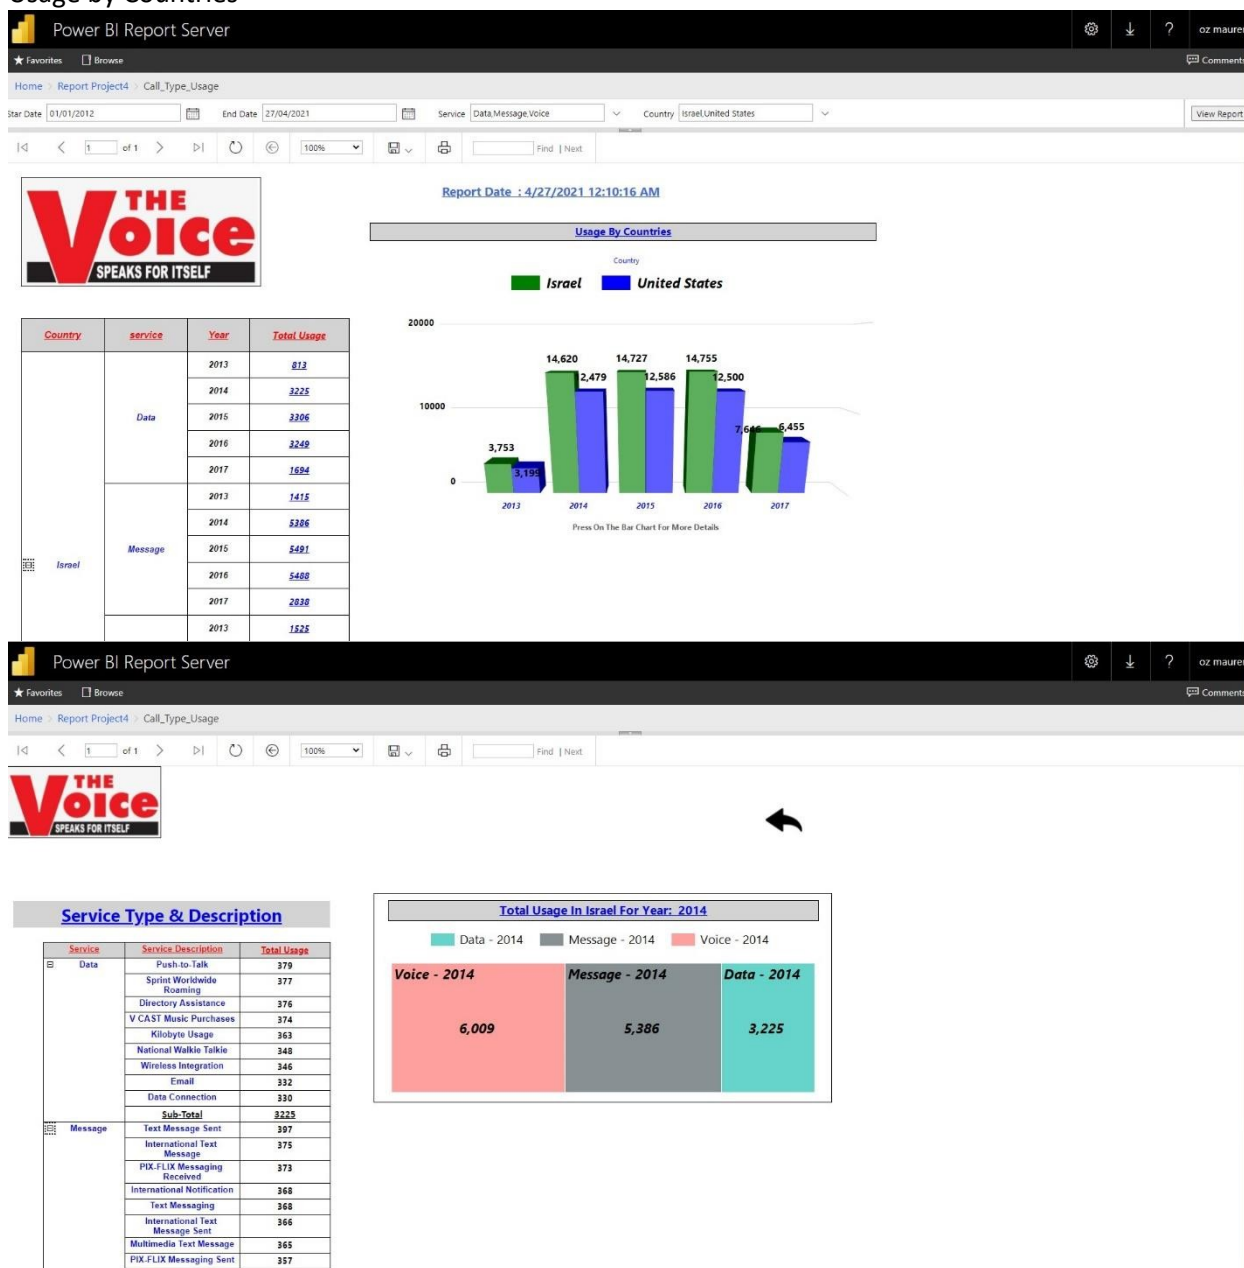 Usage by Countries
Power BI Report Server
? oz maurer
★ Favorites Browse
Comments
Home > Report Project4 > Call_Type_Usage
Star Date 01/01/2012 End Date 27/04/2021 Service Data,Message,Voice Country Israel,United States View Report
1 of 1 100% Find | Next
THE
Voice
SPEAKS FOR ITSELF
Report Date : 4/27/2021 12:10:16 AM
Usage By Countries
Country
Israel United States
20000
14,620 14,727 14,755
12,479 12,586 12,500
10000
7,646 6,455
3,753
3,199
0
2013 2014 2015 2016 2017
Press On The Bar Chart For More Details
Country service Year Total Usage
2013 813
2014 3225
Data 2015 3306
2016 3249
2017 1694
2013 1415
2014 5386
Message 2015 5491
Israel
2016 5488
2017 2838
2013 1525
Power BI Report Server
? oz maurer
★ Favorites Browse
Comments
Home > Report Project4 > Call_Type_Usage
1 of 1 100% Find | Next
THE
Voice
SPEAKS FOR ITSELF
Service Type & Description
Service Service Description Total Usage
Data Push-to-Talk 379
Sprint Worldwide
Roaming 377
Directory Assistance 376
V CAST Music Purchases 374
Kilobyte Usage 363
National Walkie Talkie 348
Wireless Integration 346
Email 332
Data Connection 330
Sub-Total 3225
Message Text Message Sent 397
International Text
Message 375
PIX-FLIX Messaging
Received 373
International Notification 368
Text Messaging 368
International Text
Message Sent 366
Multimedia Text Message 365
PIX-FLIX Messaging Sent 357
Total Usage In Israel For Year: 2014
Data - 2014 Message - 2014 Voice - 2014
Voice - 2014 Message - 2014 Data - 2014
6,009 5,386 3,225